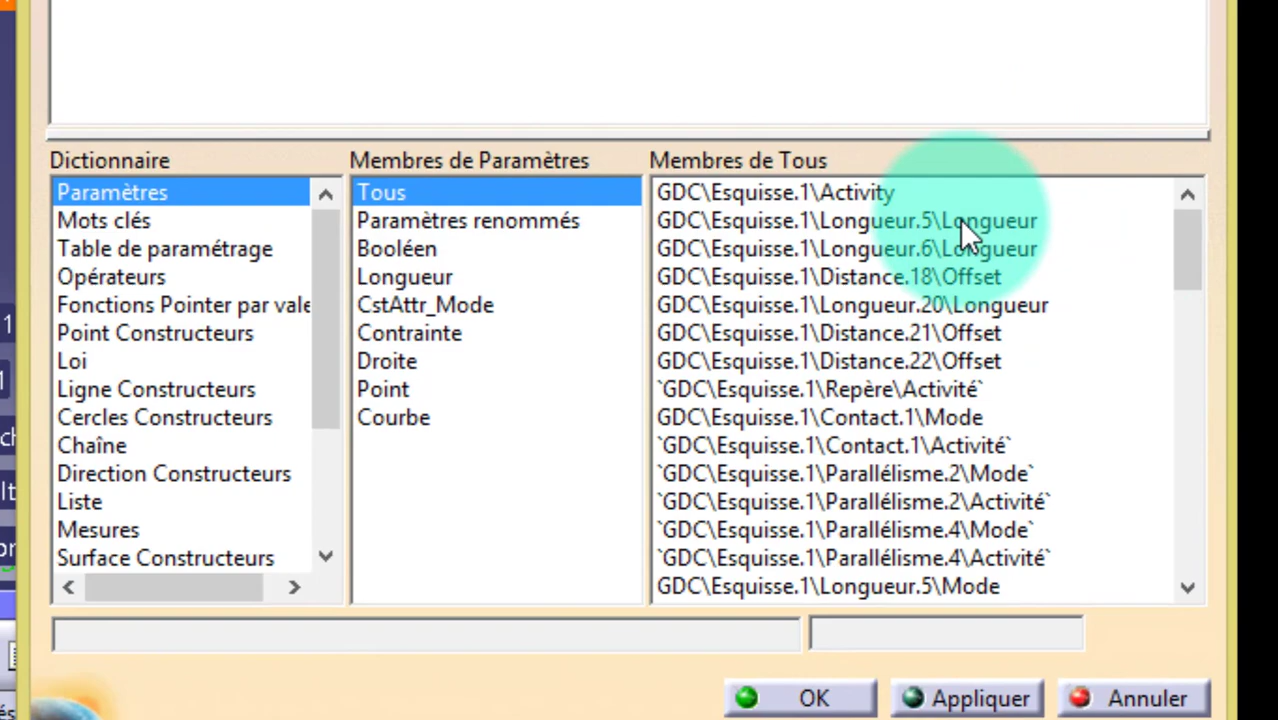 Dictionnaire
Membres de Paramètres
Membres de Tous
Paramètres
Mots clés
Table de paramétrage
Opérateurs
Fonctions Pointer par vale
Point Constructeurs
Loi
Ligne Constructeurs
Cercles Constructeurs
Chaîne
Direction Constructeurs
Liste
Mesures
Surface Constructeurs
Tous
Paramètres renommés
Booléen
Longueur
CstAttr_Mode
Contrainte
Droite
Point
Courbe
GDC\Esquisse.1\Activity
GDC\Esquisse.1\Longueur.5\Longueur
GDC\Esquisse.1\Longueur.6\Longueur
GDC\Esquisse.1\Distance.18\Offset
GDC\Esquisse.1\Longueur.20\Longueur
GDC\Esquisse.1\Distance.21\Offset
GDC\Esquisse.1\Distance.22\Offset
`GDC\Esquisse.1\Repère\Activité`
GDC\Esquisse.1\Contact.1\Mode
`GDC\Esquisse.1\Contact.1\Activité`
`GDC\Esquisse.1\Parallélisme.2\Mode`
`GDC\Esquisse.1\Parallélisme.2\Activité`
`GDC\Esquisse.1\Parallélisme.4\Mode`
`GDC\Esquisse.1\Parallélisme.4\Activité`
GDC\Esquisse.1\Longueur.5\Mode
OK
Appliquer
Annuler